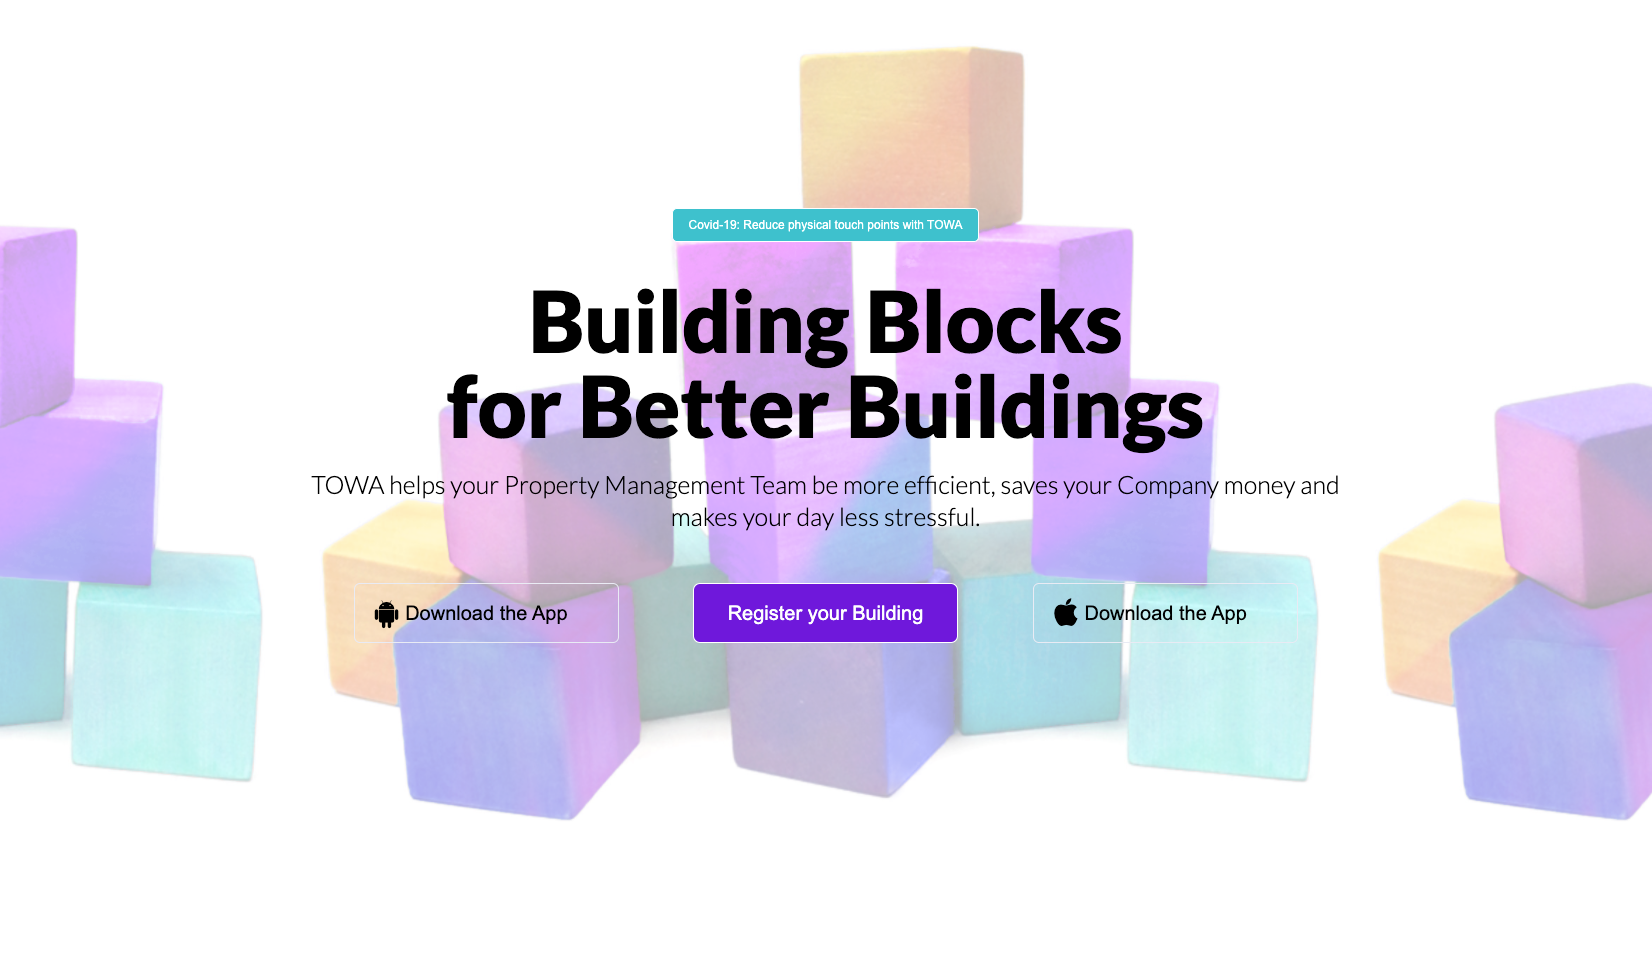 Covid-19: Reduce physical touch points with TOWA
Building Blocks
for Better Buildings
TOWA helps your Property Management Team be more efficient, saves your Company money and
makes your day less stressful.
Download the App
Register your Building
Download the App